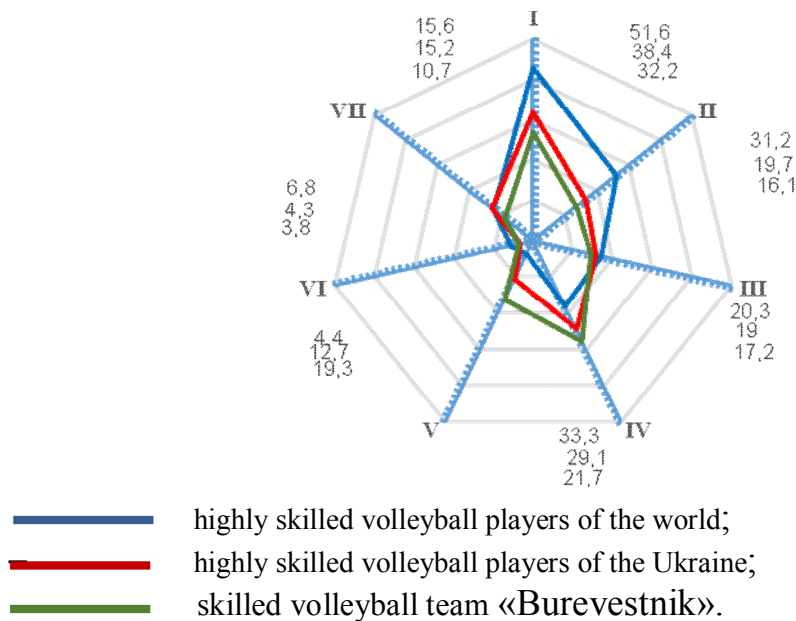 I
15,6
15,2
10,7
51,6
38,4
32,2
VII
II
31,2
19,7
16,1
6,8
4,3
3,8
VI
III
20,3
19
17,2
4,4
12,7
19,3
V
IV
33,3
29,1
21,7
highly skilled volleyball players of the world;
highly skilled volleyball players of the Ukraine;
skilled volleyball team «Burevestnik».